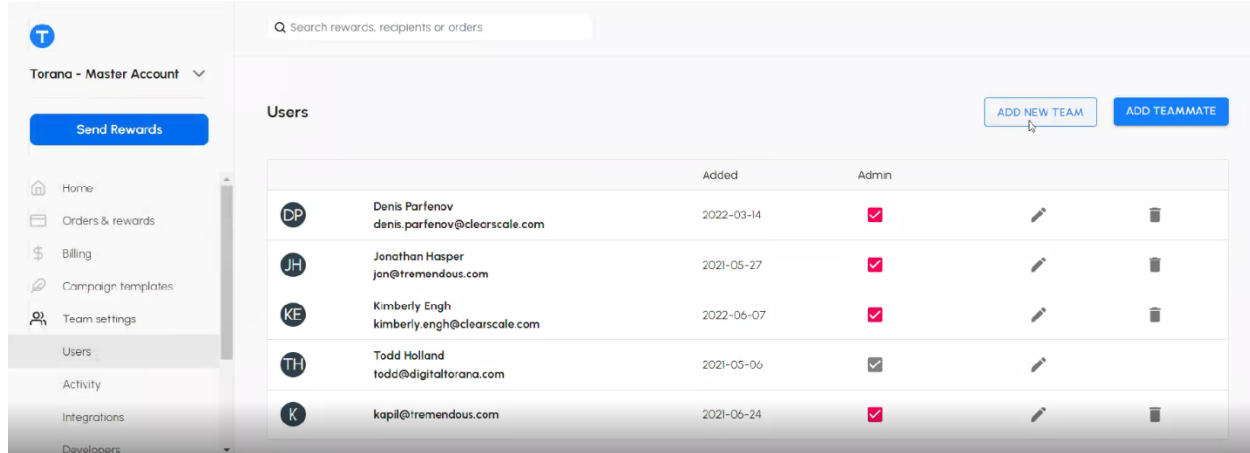 T
Search rewards, recipients or orders
Torana - Master Account
Send Rewards
Home
Orders & rewards
Billing
Campaign templates
Team settings
Users
Activity
Integrations
Developers
Users
ADD NEW TEAM
ADD TEAMMATE
Added Admin
DP Denis Parfenov 2022-03-14
denis.parfenov@clearscale.com
JH Jonathan Hasper 2021-05-27
jon@tremendous.com
KE Kimberly Engh 2022-06-07
kimberly.engh@clearscale.com
TH Todd Holland 2021-05-06
todd@digitaltorana.com
K kapil@tremendous.com 2021-06-24